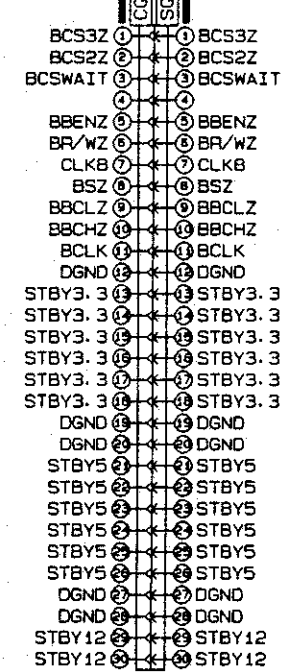 CG SG
BCS3Z 1 1 BCS3Z
BCS2Z 2 2 BCS2Z
BCSWAIT 3 3 BCSWAIT
4 4
BBENZ 5 5 BBENZ
BR/WZ 6 6 BR/WZ
CLK8 7 7 CLK8
BSZ 8 8 BSZ
BBCLZ 9 9 BBCLZ
BBCHZ 10 10 BBCHZ
BCLK 11 11 BCLK
DGND 12 12 DGND
STBY3.3 13 13 STBY3.3
STBY3.3 14 14 STBY3.3
STBY3.3 15 15 STBY3.3
STBY3.3 16 16 STBY3.3
STBY3.3 17 17 STBY3.3
STBY3.3 18 18 STBY3.3
DGND 19 19 DGND
DGND 20 20 DGND
STBY5 21 21 STBY5
STBY5 22 22 STBY5
STBY5 23 23 STBY5
STBY5 24 24 STBY5
STBY5 25 25 STBY5
STBY5 26 26 STBY5
DGND 27 27 DGND
DGND 28 28 DGND
STBY12 29 29 STBY12
STBY12 30 30 STBY12